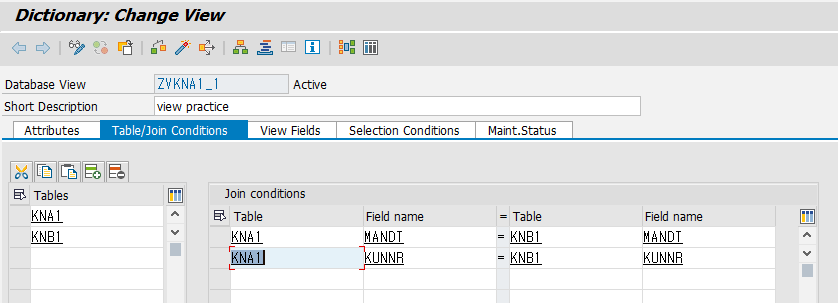 Dictionary: Change View
Database View ZVKNA1_1 Active
Short Description view practice
Attributes Table/Join Conditions View Fields Selection Conditions Maint.Status
Tables
KNA1
KNB1
Join conditions
Table Field name = Table Field name
KNA1 MANDT = KNB1 MANDT
KNA1 KUNNR = KNB1 KUNNR